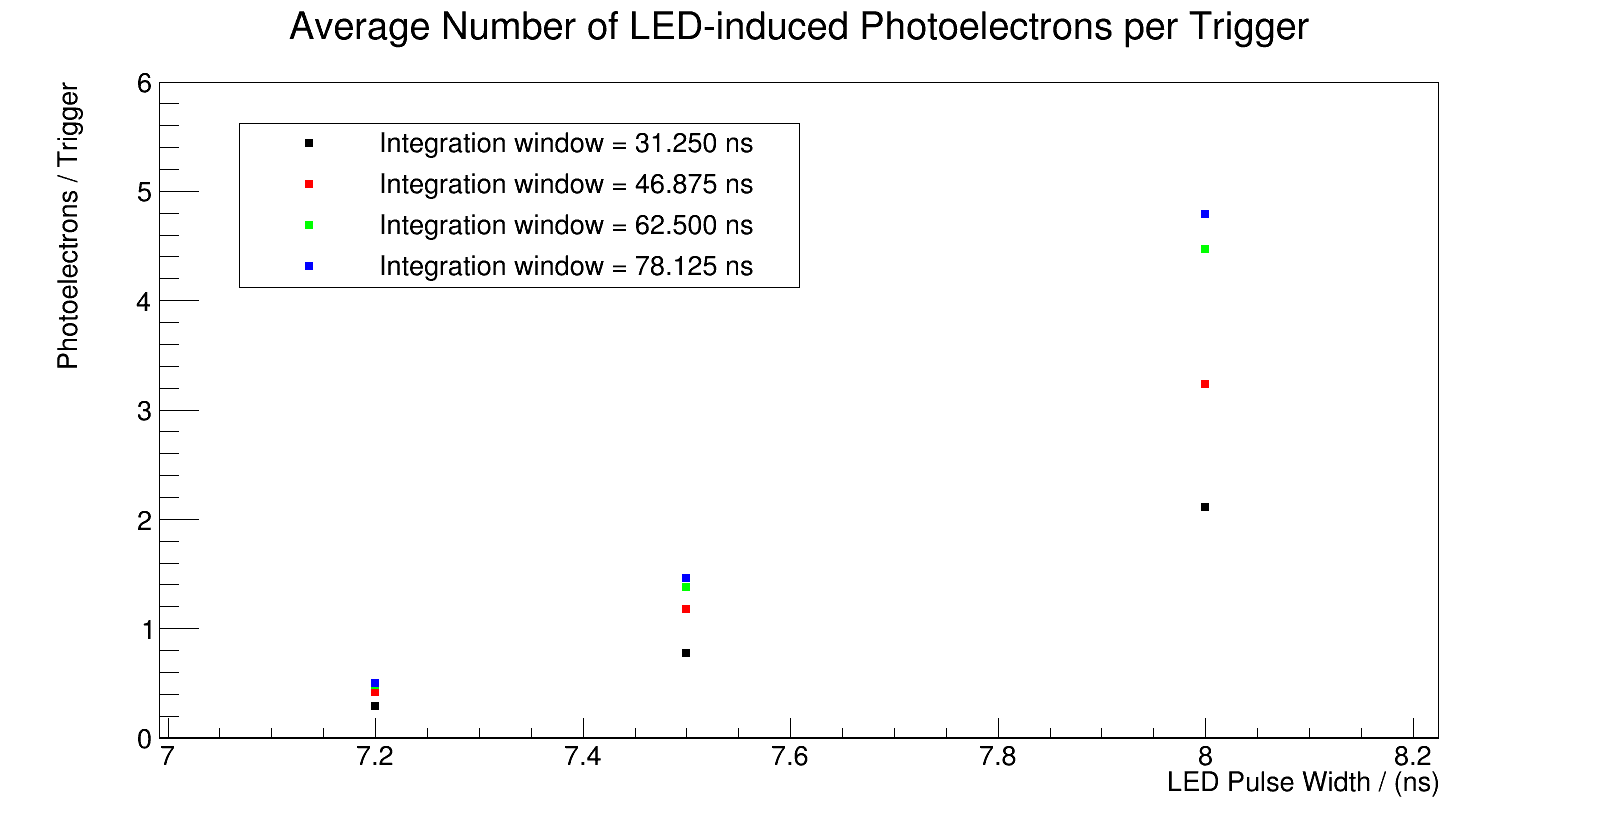 Average Number of LED-induced Photoelectrons per Trigger
Photoelectrons / Trigger
6
5
4
3
2
1
0
Integration window = 31.250 ns
Integration window = 46.875 ns
Integration window = 62.500 ns
Integration window = 78.125 ns
7 7.2 7.4 7.6 7.8 8 8.2
LED Pulse Width / (ns)